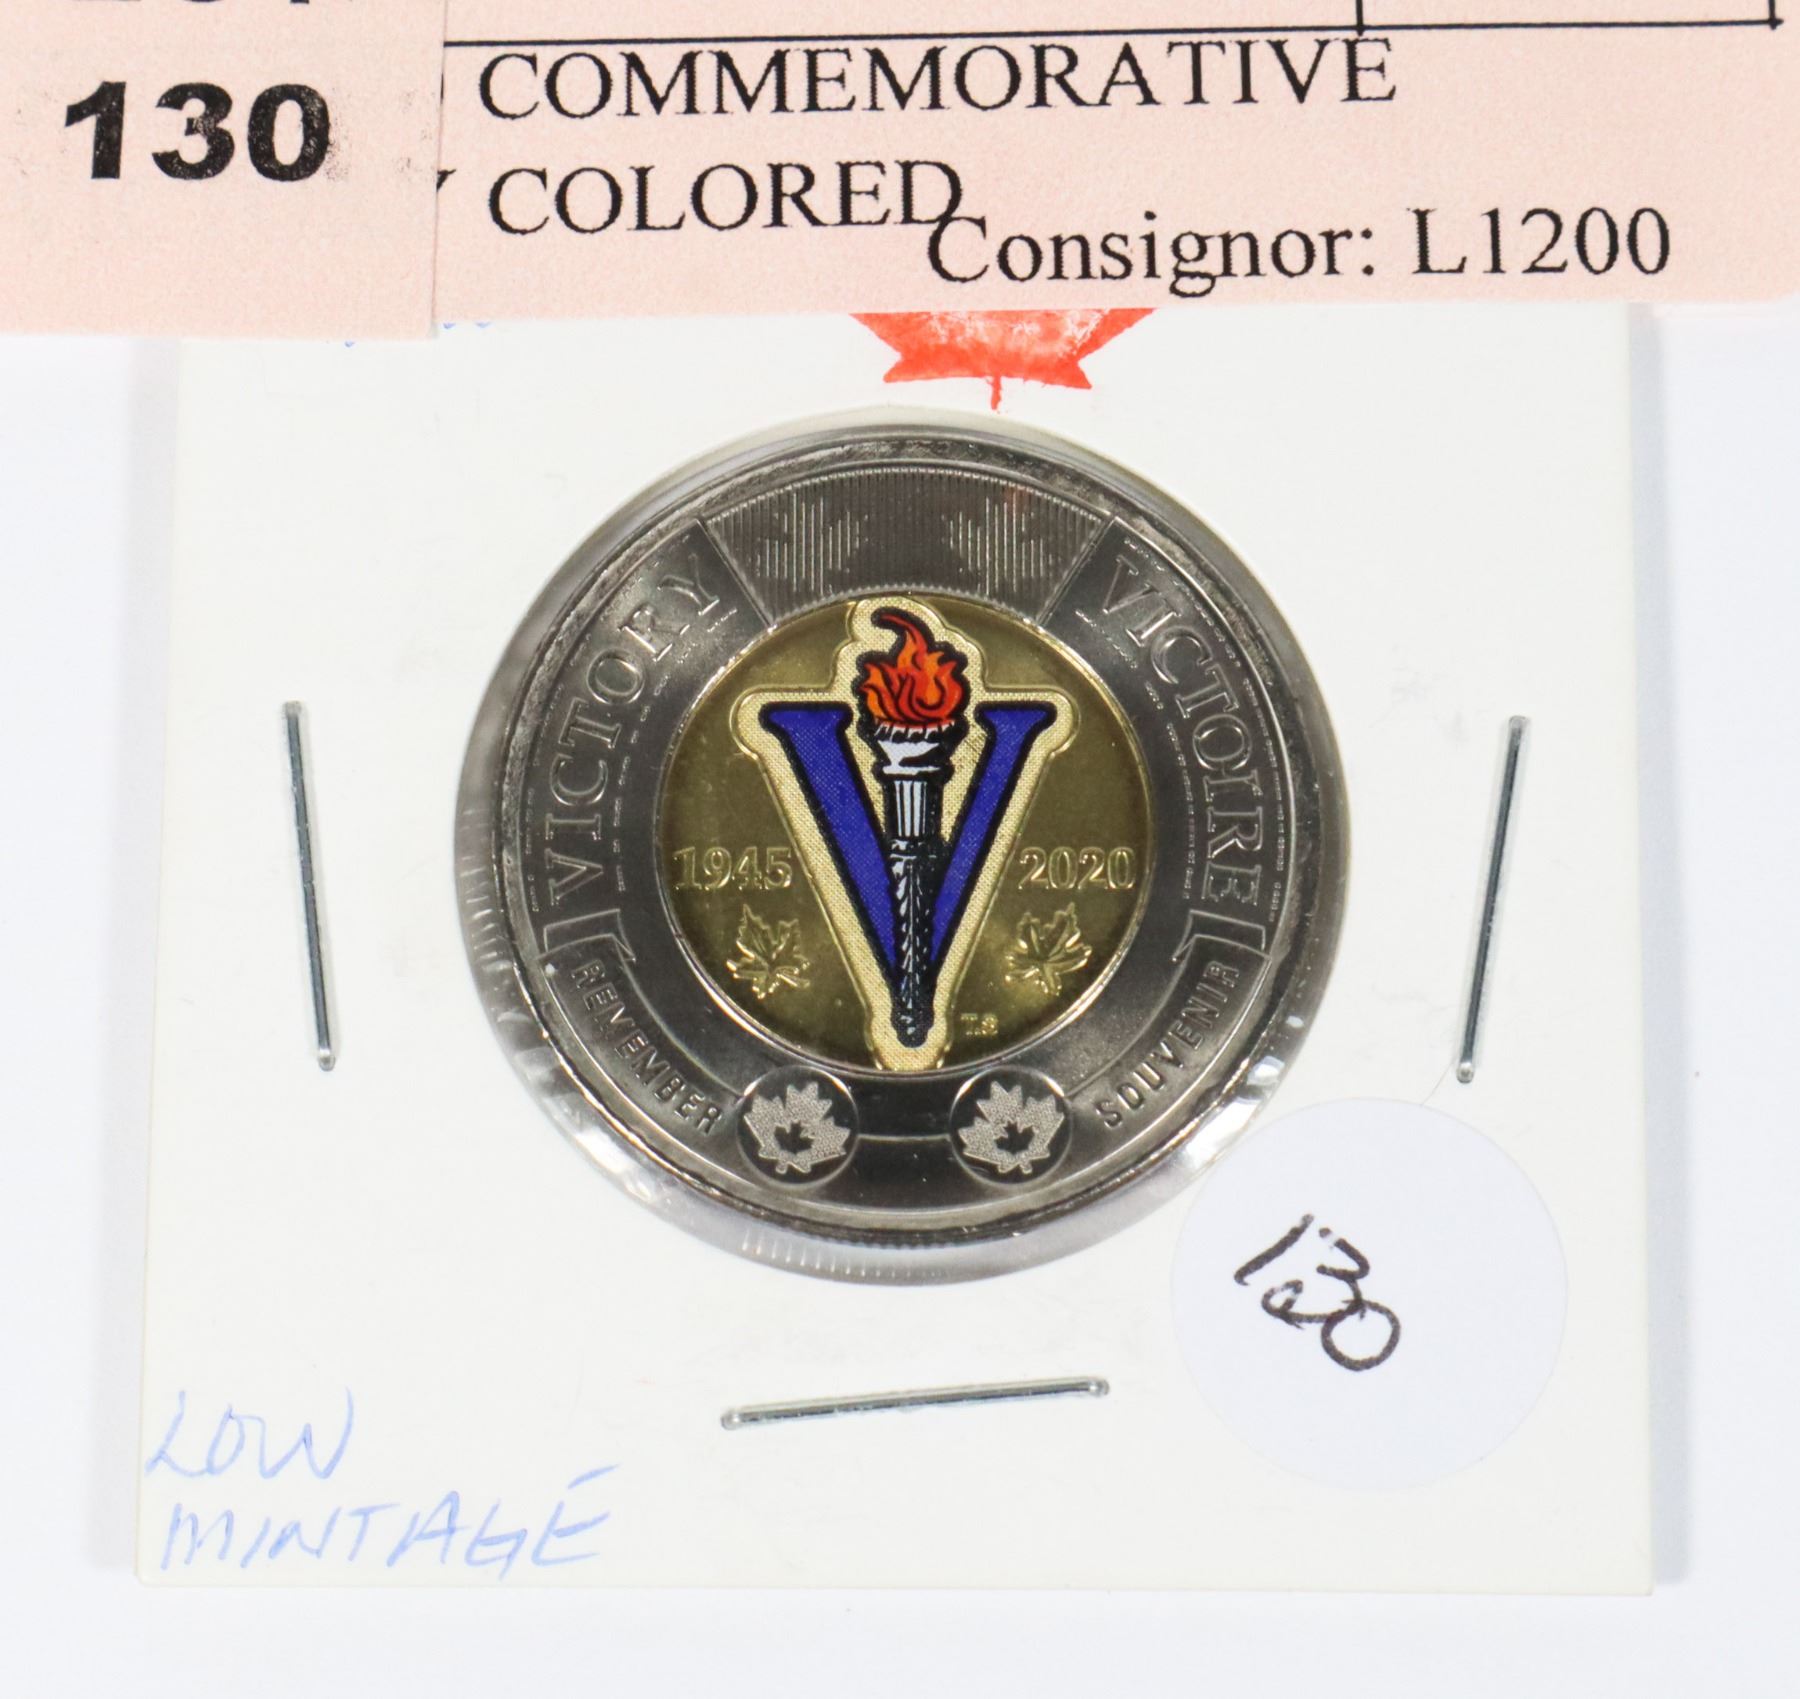 130
COMMEMORATIVE
COLORED
Consignor: L1200
VICTORY
VICTOIRE
1945
2020
T.S
REMEMBER
SOUVENIR
130
LOW
MINTAGE